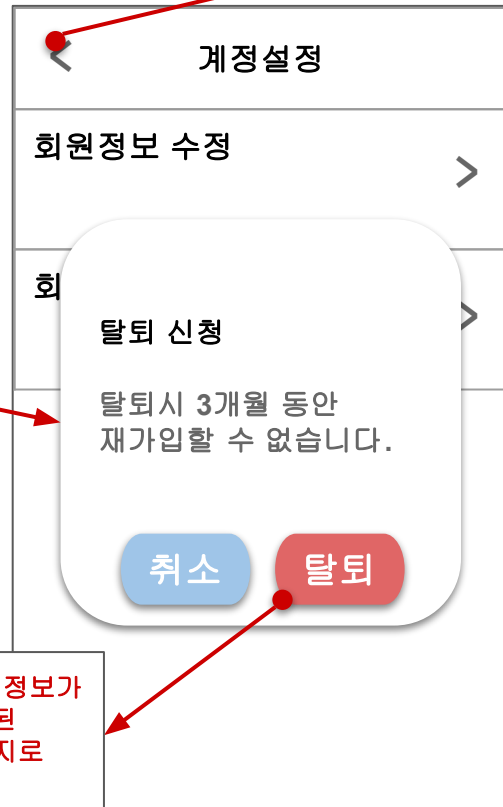 계정설정
회원정보 수정
회
탈퇴 신청
탈퇴시 3개월 동안
재가입할 수 없습니다.
취소
탈퇴
정보가
된
지로